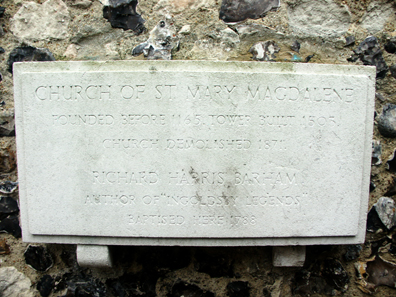 CHURCH OF ST. MARY MAGDALENE
FOUNDED BEFORE 1145. TOWER BUILT 1503.
CHURCH DEMOLISHED 1871.
RICHARD HARRIS BARHAM
AUTHOR OF "INGOLDSBY LEGENDS"
BAPTISED HERE 1788